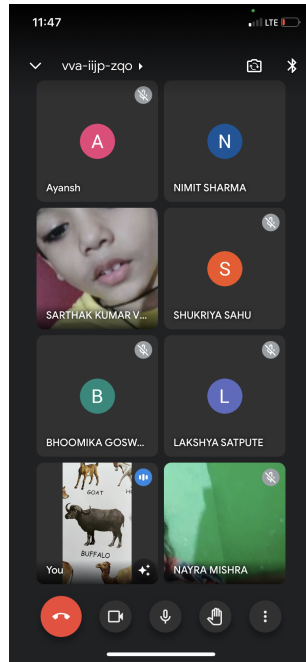 11:47
LTE
vva-iijp-zqo
A
Ayansh
N
NIMIT SHARMA
SARTHAK KUMAR V...
S
SHUKRIYA SAHU
B
BHOOMIKA GOSW...
L
LAKSHYA SATPUTE
GOAT
BUFFALO
You
NAYRA MISHRA